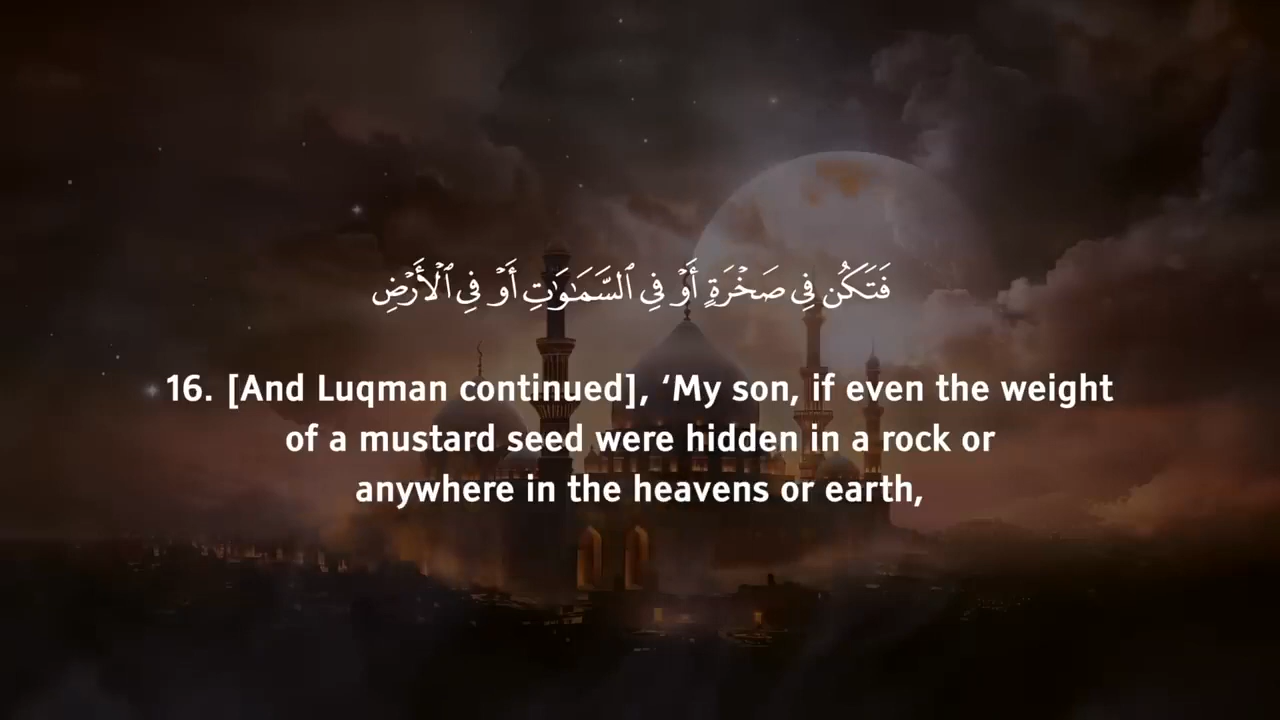 فَتَكُن فِى صَخْرَةٍ أَوْ فِى ٱلسَّمَٰوَٰتِ أَوْ فِى ٱلْأَرْضِ
16. [And Luqman continued], ‘My son, if even the weight
of a mustard seed were hidden in a rock or
anywhere in the heavens or earth,